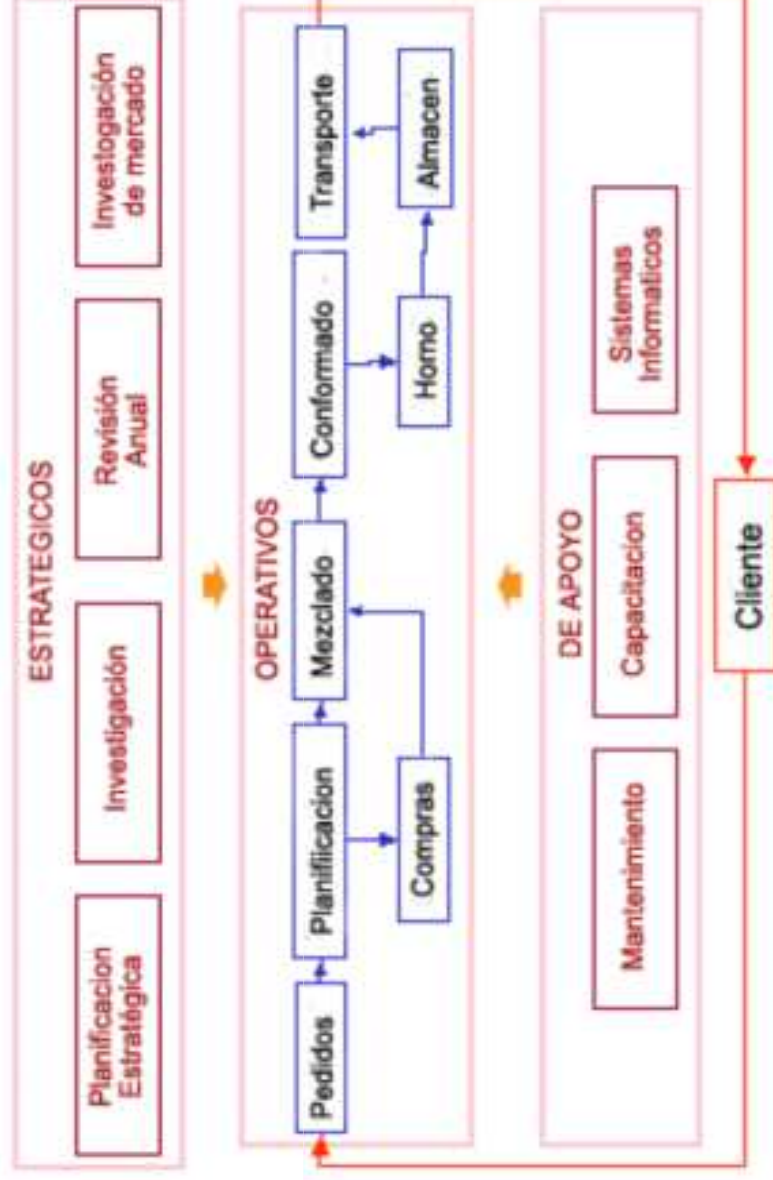 ESTRATEGICOS
Planificacion
Estratégica
Investigación
Revisión
Anual
Investogación
de mercado
OPERATIVOS
Pedidos
Planifiicacion
Mezclado
Conformado
Transporte
Compras
Horno
Almacen
DE APOYO
Mantenimiento
Capacitacion
Sistemas
Informaticos
Cliente